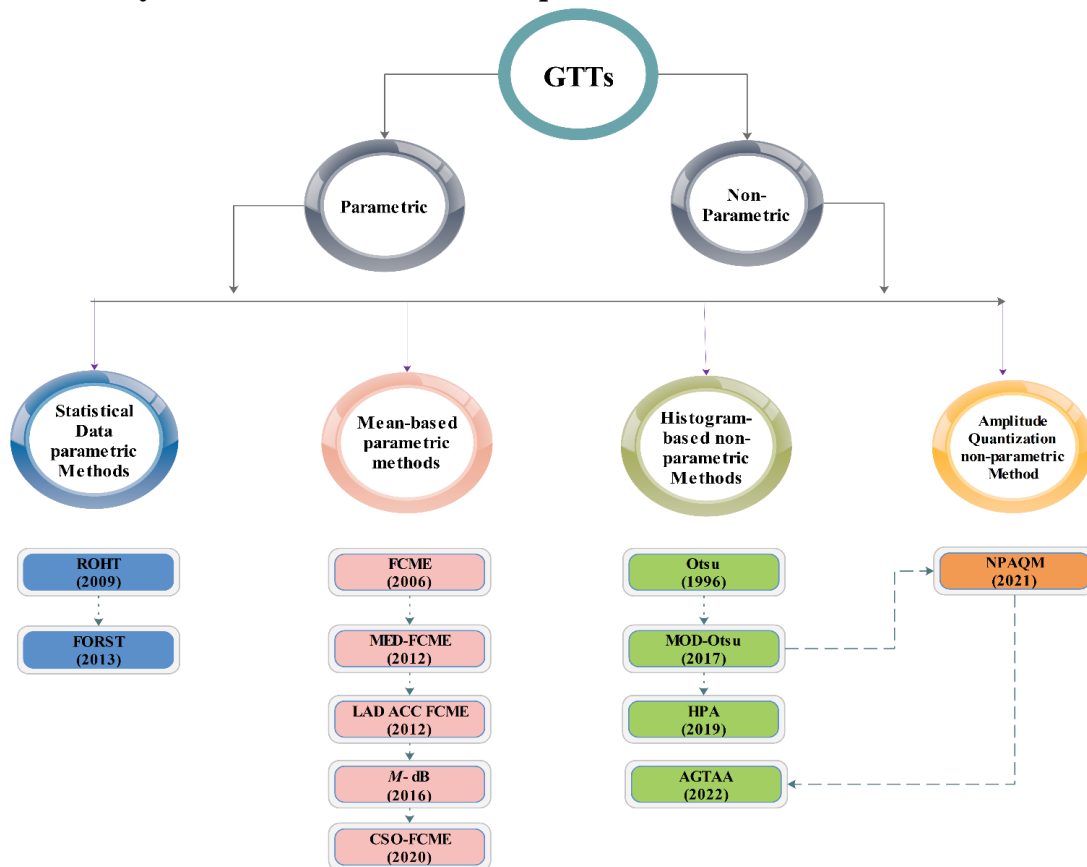 GTTs
Parametric
Non-
Parametric
Statistical
Data
parametric
Methods
Mean-based
parametric
methods
Histogram-
based non-
parametric
Methods
Amplitude
Quantization
non-parametric
Method
ROHT
(2009)
FORST
(2013)
FCME
(2006)
MED-FCME
(2012)
LAD ACC FCME
(2012)
M- dB
(2016)
CSO-FCME
(2020)
Otsu
(1996)
MOD-Otsu
(2017)
HPA
(2019)
AGTAA
(2022)
NPAQM
(2021)